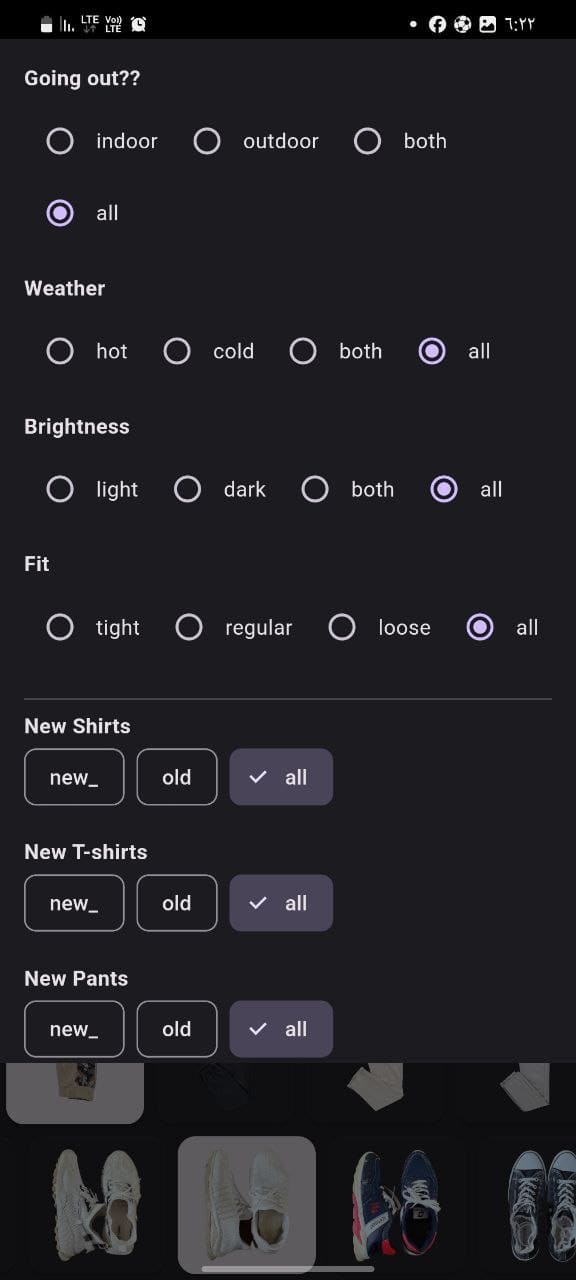 LTE Vo)) LTE ٦:٢٢
Going out??
indoor outdoor both
all
Weather
hot cold both all
Brightness
light dark both all
Fit
tight regular loose all
New Shirts
new_ old all
New T-shirts
new_ old all
New Pants
new_ old all